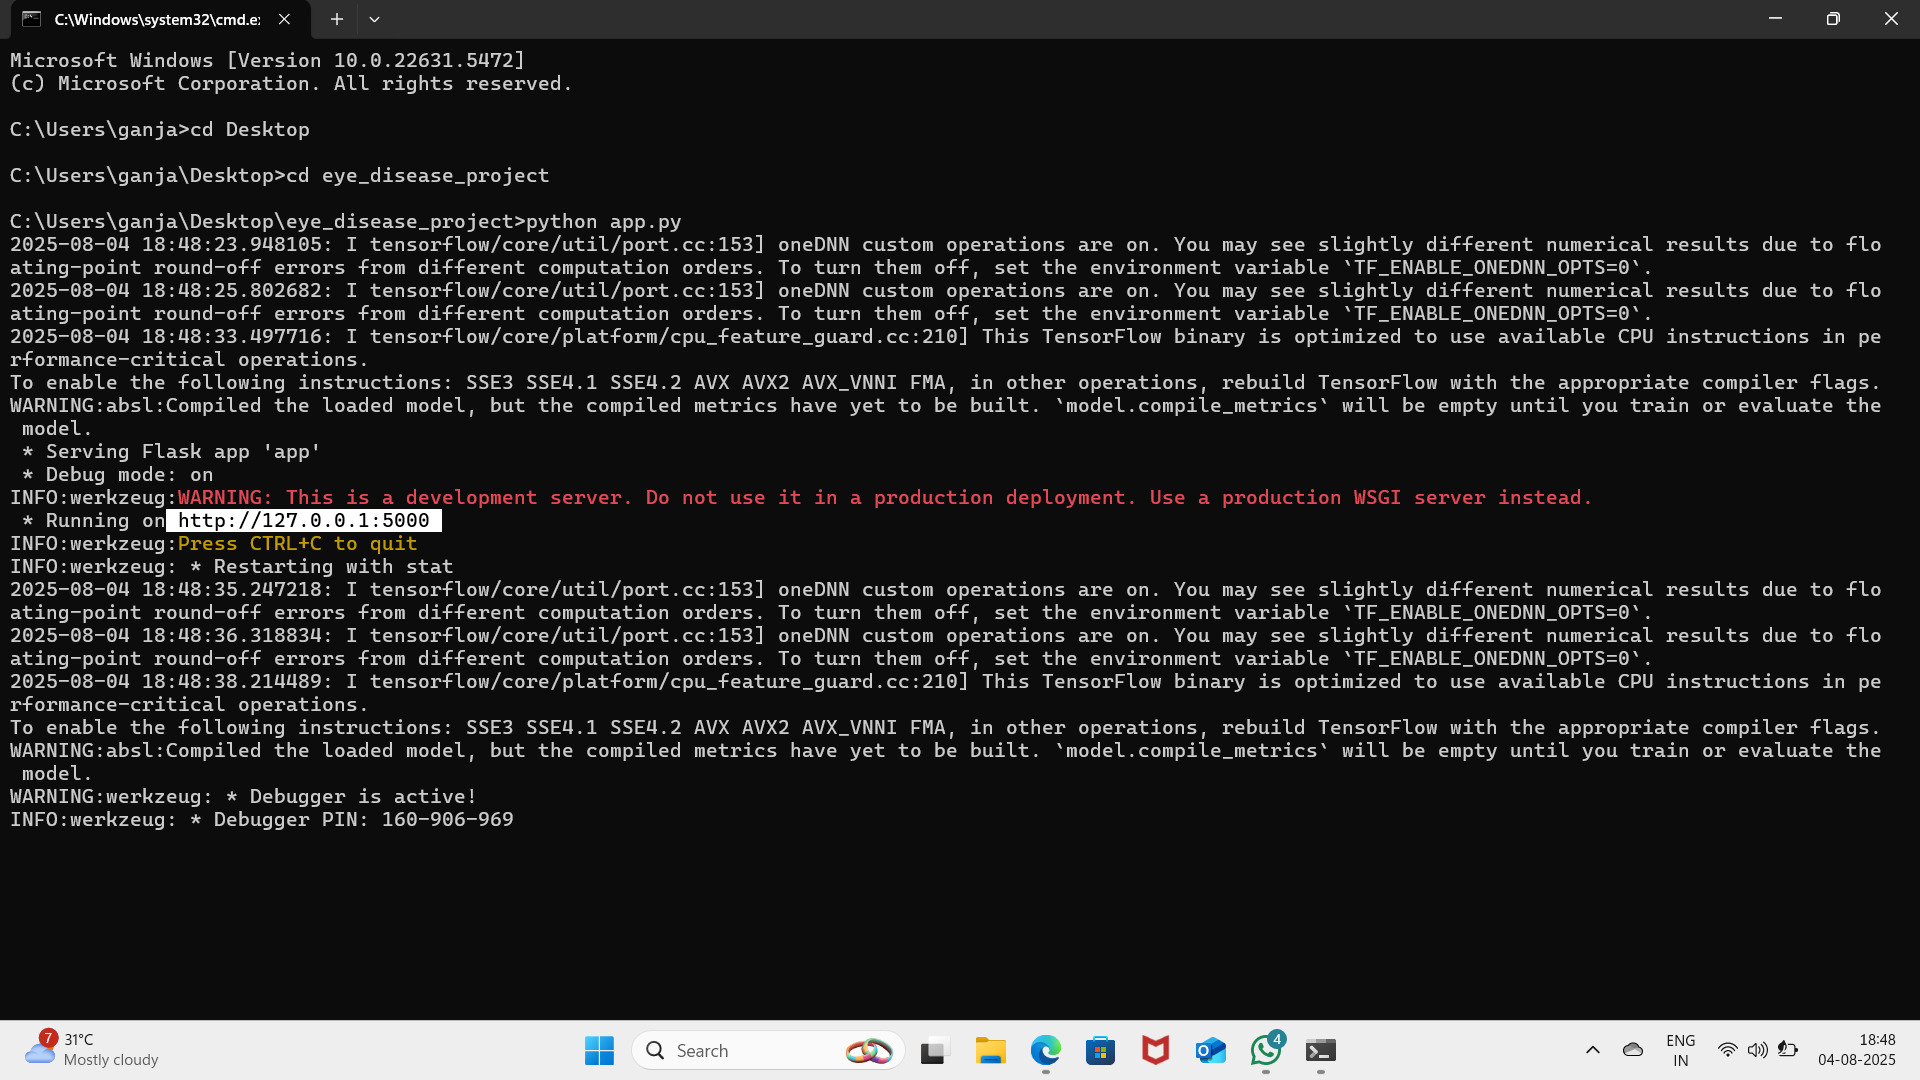 C:\Windows\system32\cmd.e:
Microsoft Windows [Version 10.0.22631.5472]
(c) Microsoft Corporation. All rights reserved.
C:\Users\ganja>cd Desktop
C:\Users\ganja\Desktop>cd eye_disease_project
C:\Users\ganja\Desktop\eye_disease_project>python app.py
2025-08-04 18:48:23.948105: I tensorflow/core/util/port.cc:153] oneDNN custom operations are on. You may see slightly different numerical results due to flo
ating-point round-off errors from different computation orders. To turn them off, set the environment variable `TF_ENABLE_ONEDNN_OPTS=0`.
2025-08-04 18:48:25.802682: I tensorflow/core/util/port.cc:153] oneDNN custom operations are on. You may see slightly different numerical results due to flo
ating-point round-off errors from different computation orders. To turn them off, set the environment variable `TF_ENABLE_ONEDNN_OPTS=0`.
2025-08-04 18:48:33.497716: I tensorflow/core/platform/cpu_feature_guard.cc:210] This TensorFlow binary is optimized to use available CPU instructions in pe
rformance-critical operations.
To enable the following instructions: SSE3 SSE4.1 SSE4.2 AVX AVX2 AVX_VNNI FMA, in other operations, rebuild TensorFlow with the appropriate compiler flags.
WARNING:absl:Compiled the loaded model, but the compiled metrics have yet to be built. `model.compile_metrics` will be empty until you train or evaluate the
model.
* Serving Flask app 'app'
* Debug mode: on
INFO:werkzeug:WARNING: This is a development server. Do not use it in a production deployment. Use a production WSGI server instead.
* Running on http://127.0.0.1:5000
INFO:werkzeug:Press CTRL+C to quit
INFO:werkzeug: * Restarting with stat
2025-08-04 18:48:35.247218: I tensorflow/core/util/port.cc:153] oneDNN custom operations are on. You may see slightly different numerical results due to flo
ating-point round-off errors from different computation orders. To turn them off, set the environment variable `TF_ENABLE_ONEDNN_OPTS=0`.
2025-08-04 18:48:36.318834: I tensorflow/core/util/port.cc:153] oneDNN custom operations are on. You may see slightly different numerical results due to flo
ating-point round-off errors from different computation orders. To turn them off, set the environment variable `TF_ENABLE_ONEDNN_OPTS=0`.
2025-08-04 18:48:38.214489: I tensorflow/core/platform/cpu_feature_guard.cc:210] This TensorFlow binary is optimized to use available CPU instructions in pe
rformance-critical operations.
To enable the following instructions: SSE3 SSE4.1 SSE4.2 AVX AVX2 AVX_VNNI FMA, in other operations, rebuild TensorFlow with the appropriate compiler flags.
WARNING:absl:Compiled the loaded model, but the compiled metrics have yet to be built. `model.compile_metrics` will be empty until you train or evaluate the
model.
WARNING:werkzeug: * Debugger is active!
INFO:werkzeug: * Debugger PIN: 160-906-969
7
31°C
Mostly cloudy
Search
4
ENG
IN
18:48
04-08-2025